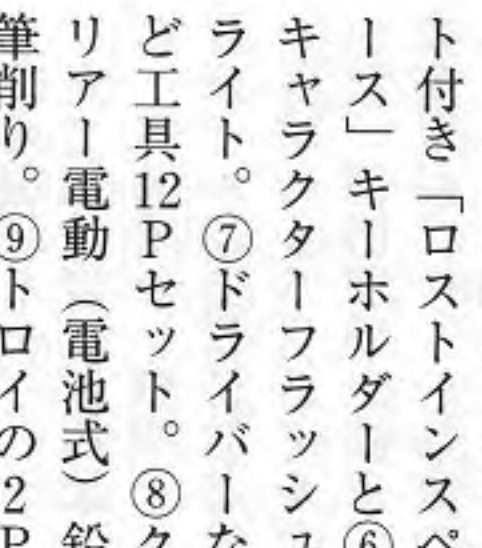 ト付き「ロストインスペ
ース」キーホルダーと⑥
キャラクターフラッシュ
ライト。⑦ドライバーな
ど工具12Pセット。⑧ク
リアー電動（電池式）鉛
筆削り。⑨トロイの2P